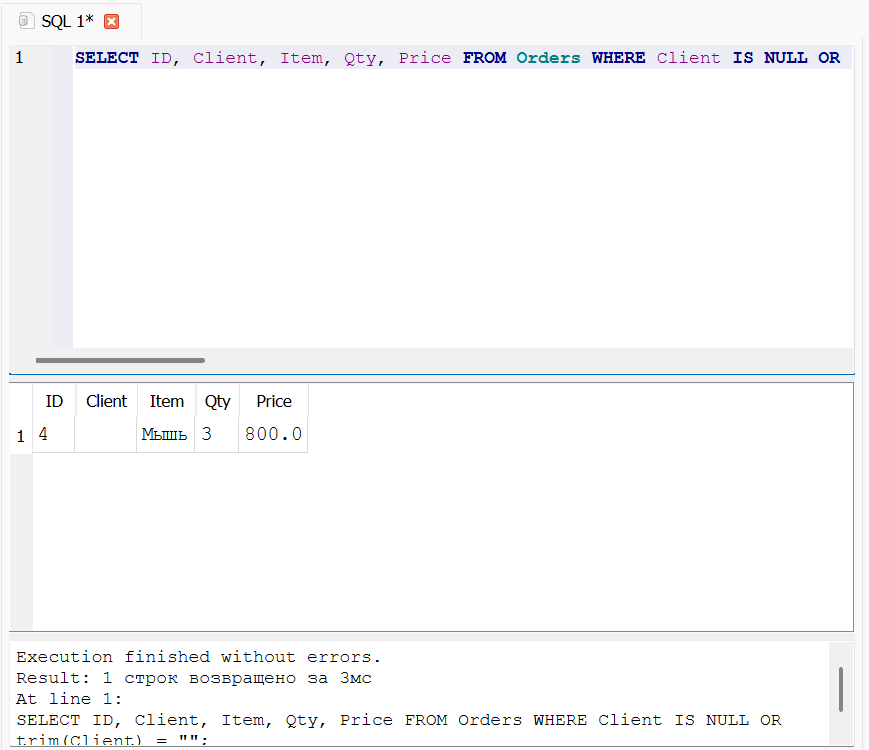 SQL 1*
1 SELECT ID, Client, Item, Qty, Price FROM Orders WHERE Client IS NULL OR
ID Client Item Qty Price
1 4 Мышь 3 800.0
Execution finished without errors.
Result: 1 строк возвращено за 3мс
At line 1:
SELECT ID, Client, Item, Qty, Price FROM Orders WHERE Client IS NULL OR
trim(Client) = "";